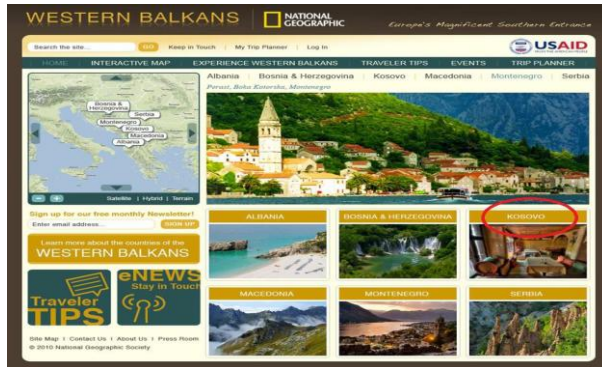 WESTERN BALKANS
NATIONAL
GEOGRAPHIC
Europe's Magnificent Southern Entrance
Search the site... GO Keep in Touch | My Trip Planner | Log In
USAID
HOME INTERACTIVE MAP EXPERIENCE WESTERN BALKANS TRAVELER TIPS EVENTS TRIP PLANNER
Albania | Bosnia & Herzegovina | Kosovo | Macedonia | Montenegro | Serbia
Perast, Boka Kotorska, Montenegro
Bosnia &
Herzegovina
Serbia
Montenegro
Kosovo
Macedonia
Albania
Satellite | Hybrid | Terrain
Sign up for our free monthly Newsletter!
Enter email address... SIGN UP
Learn more about the countries of the
WESTERN BALKANS
Traveler
TIPS
eNEWS
Stay in Touch
ALBANIA BOSNIA & HERZEGOVINA KOSOVO
MACEDONIA MONTENEGRO SERBIA
Site Map | Contact Us | About Us | Press Room
© 2010 National Geographic Society